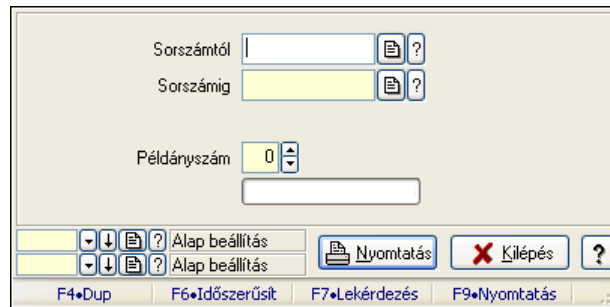 Sorszámtól ?
Sorszámig ?
Példányszám 0
? Alap beállítás
? Alap beállítás
Nyomtatás Kilépés ?
F4•Dup F6•Időszerűsít F7•Lekérdezés F9•Nyomtatás